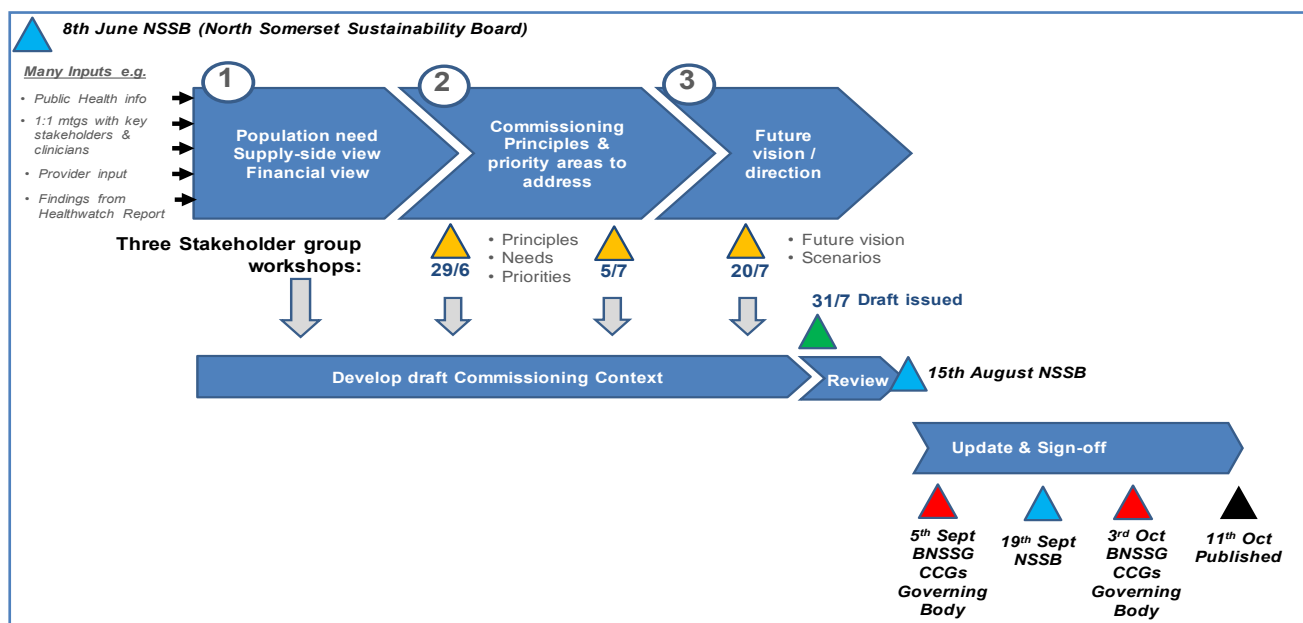 8th June NSSB (North Somerset Sustainability Board)
Many Inputs e.g.
• Public Health info
• 1:1 mtgs with key
stakeholders &
clinicians
• Provider input
• Findings from
Healthwatch Report
1
Population need
Supply-side view
Financial view
2
Commissioning
Principles &
priority areas to
address
3
Future
vision /
direction
Three Stakeholder group
workshops:
29/6
• Principles
• Needs
• Priorities
5/7
20/7
• Future vision
• Scenarios
31/7 Draft issued
Develop draft Commissioning Context
Review
15th August NSSB
Update & Sign-off
5th Sept
BNSSG
CCGs
Governing
Body
19th Sept
NSSB
3rd Oct
BNSSG
CCGs
Governing
Body
11th Oct
Published